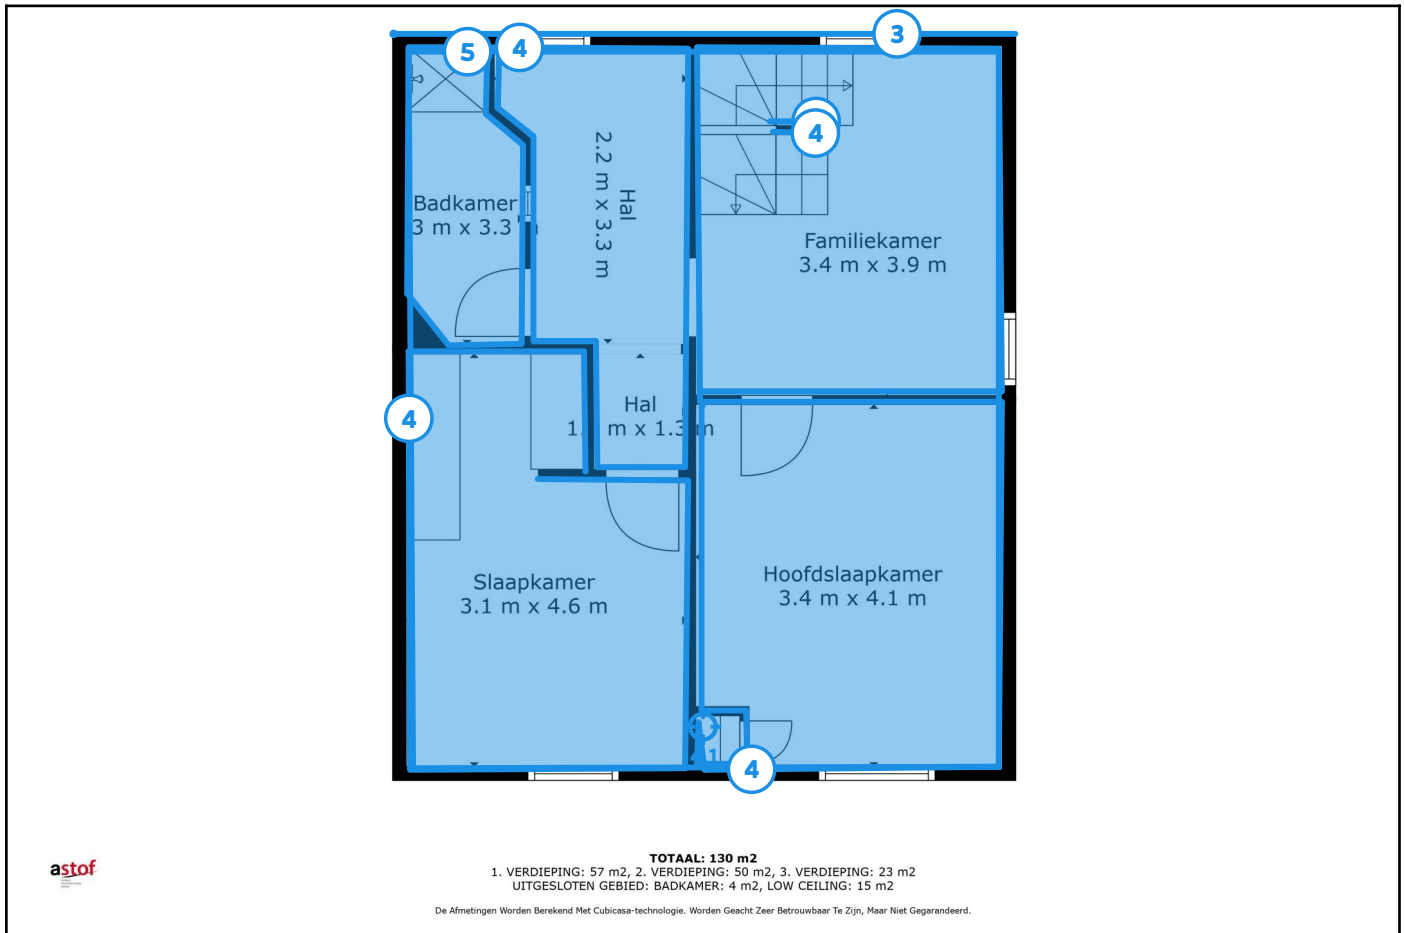 5
4
3
4
2.2 m x 3.3 m
Hal
Badkamer
3 m x 3.3
Familiekamer
3.4 m x 3.9 m
4
Hal
1. m x 1.3 m
Slaapkamer
3.1 m x 4.6 m
Hoofdslaapkamer
3.4 m x 4.1 m
4
astof
TOTAAL: 130 m2
1. VERDIEPING: 57 m2, 2. VERDIEPING: 50 m2, 3. VERDIEPING: 23 m2
UITGESLOTEN GEBIED: BADKAMER: 4 m2, LOW CEILING: 15 m2
De Afmetingen Worden Berekend Met Cubicasa-technologie. Worden Geacht Zeer Betrouwbaar Te Zijn, Maar Niet Gegarandeerd.